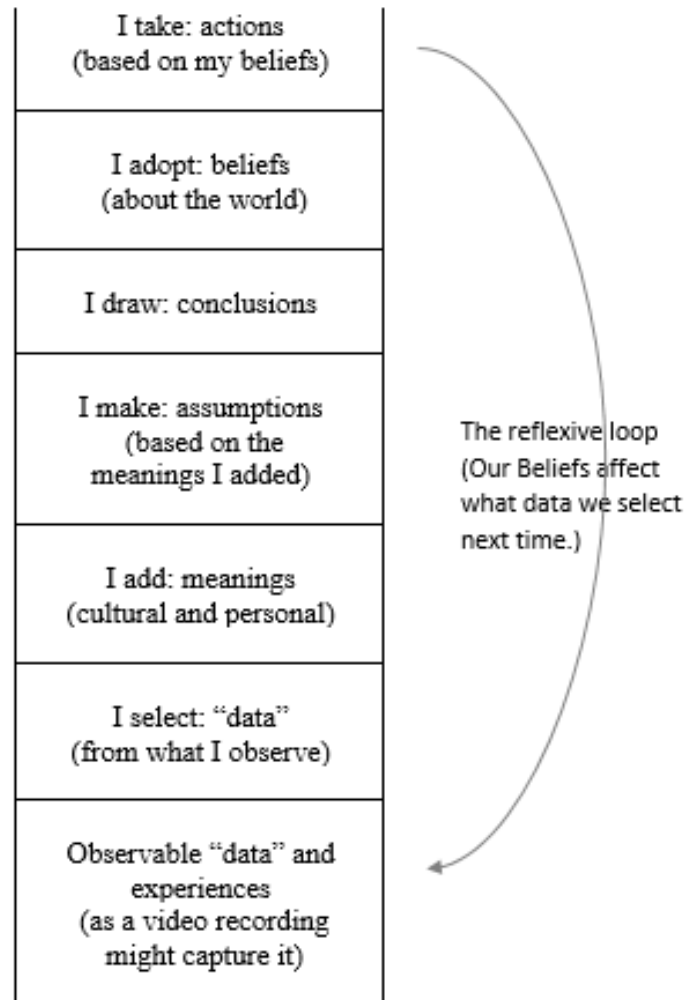 I take: actions
(based on my beliefs)
I adopt: beliefs
(about the world)
I draw: conclusions
I make: assumptions
(based on the
meanings I added)
I add: meanings
(cultural and personal)
I select: “data”
(from what I observe)
Observable “data” and
experiences
(as a video recording
might capture it)
The reflexive loop
(Our Beliefs affect
what data we select
next time.)